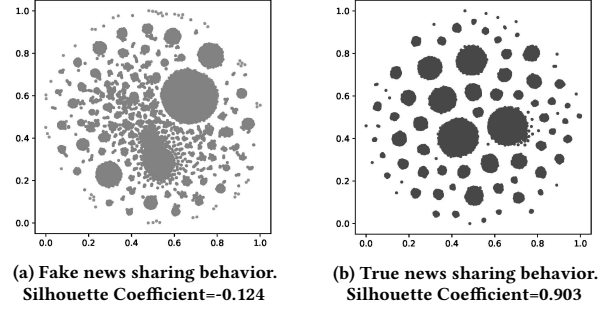 1.0
0.8
0.6
0.4
0.2
0.0
0.0 0.2 0.4 0.6 0.8 1.0
(a) Fake news sharing behavior.
Silhouette Coefficient=-0.124
1.0
0.8
0.6
0.4
0.2
0.0
0.0 0.2 0.4 0.6 0.8 1.0
(b) True news sharing behavior.
Silhouette Coefficient=0.903